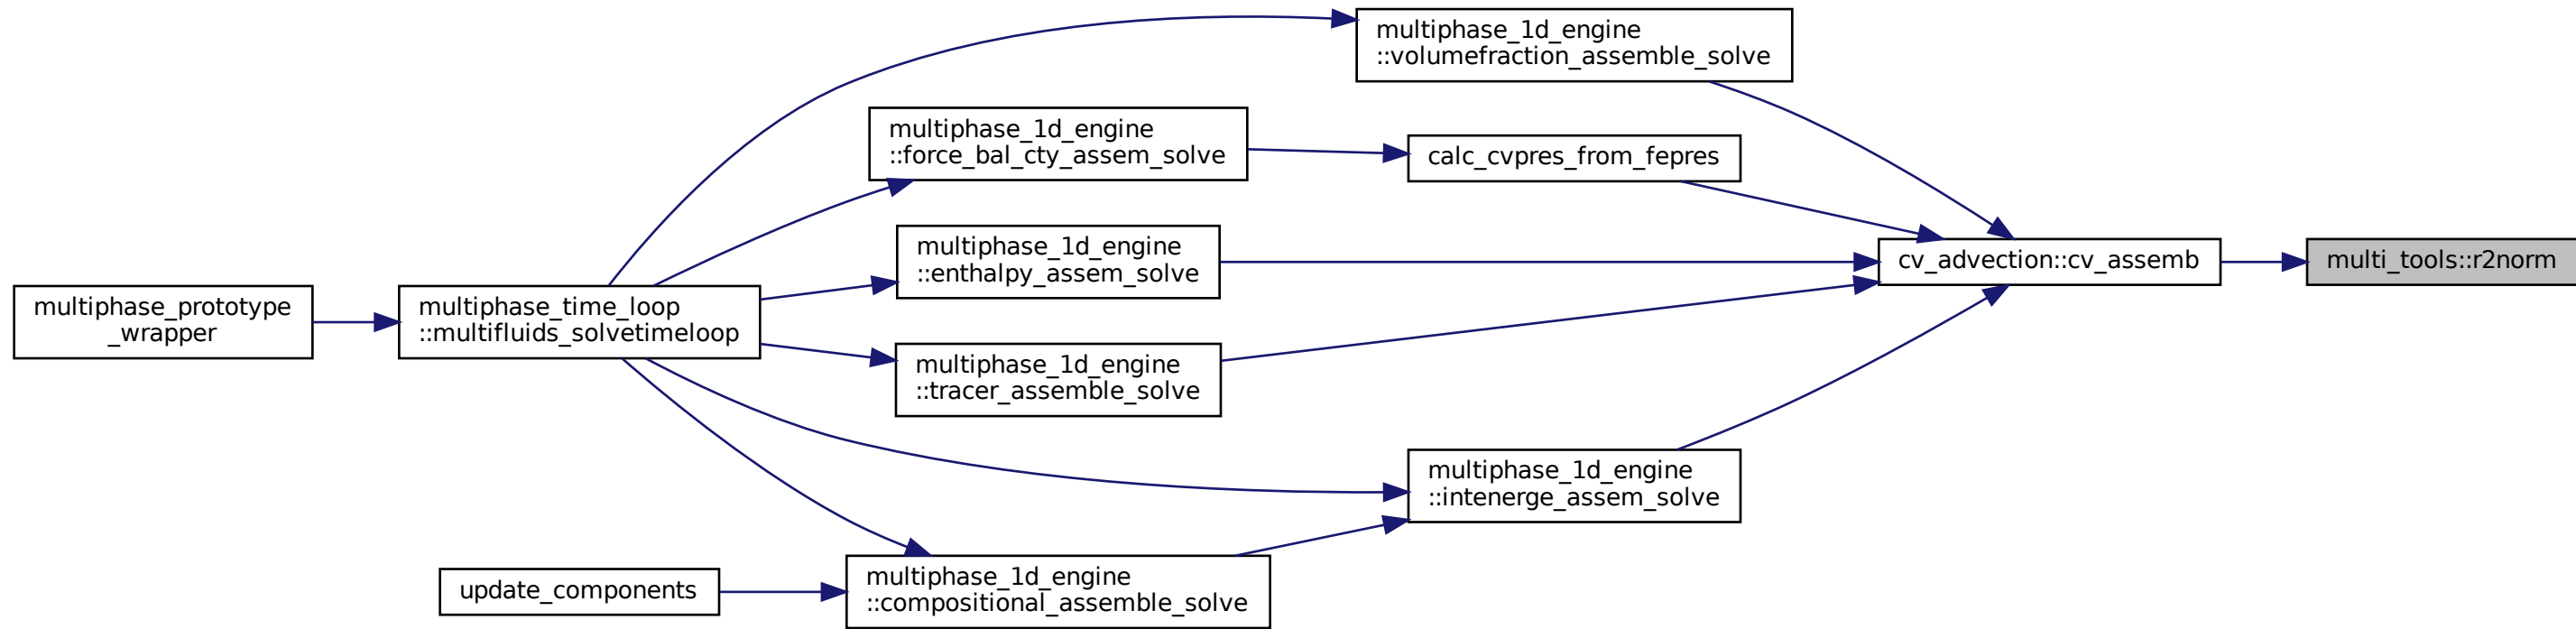 multiphase_1d_engine
::volumefraction_assemble_solve
multiphase_1d_engine
::force_bal_cty_assem_solve
calc_cvpres_from_fepres
multiphase_1d_engine
::enthalpy_assem_solve
cv_advection::cv_assemb
multi_tools::r2norm
multiphase_prototype
_wrapper
multiphase_time_loop
::multifluids_solvetimeloop
multiphase_1d_engine
::tracer_assemble_solve
multiphase_1d_engine
::intenerge_assem_solve
update_components
multiphase_1d_engine
::compositional_assemble_solve